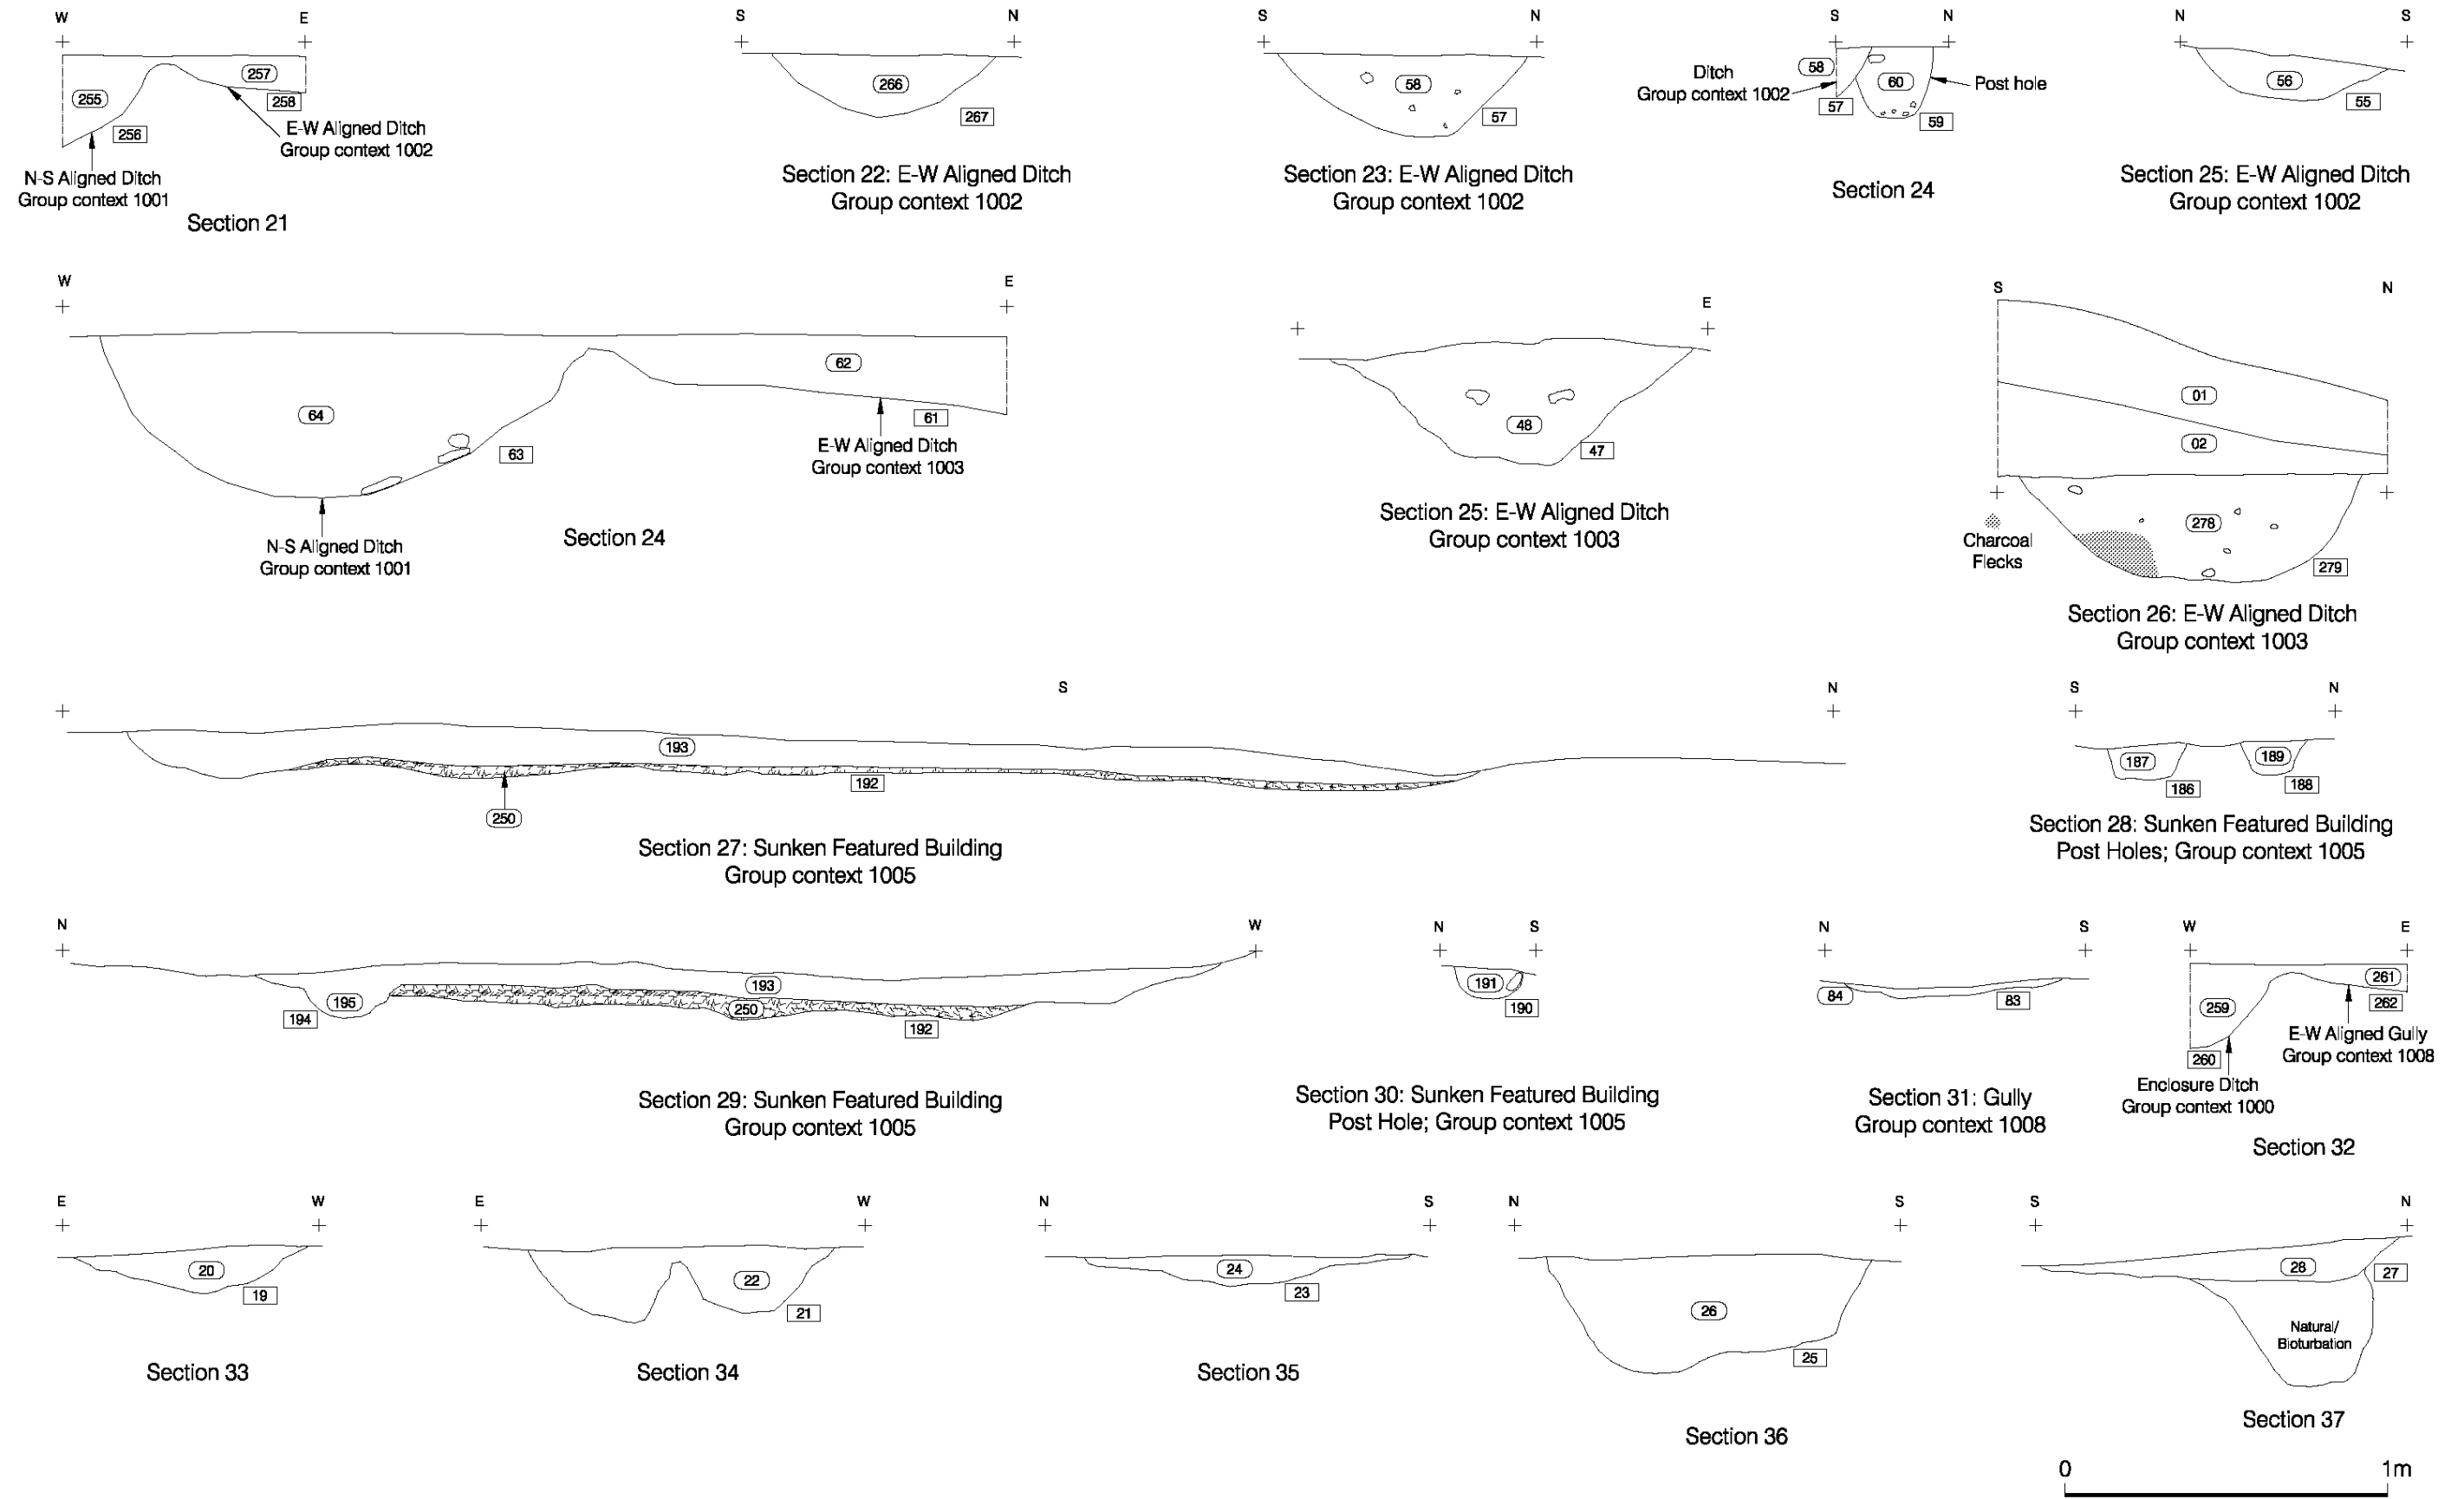 W E
255
257
258
256
E-W Aligned Ditch
Group context 1002
N-S Aligned Ditch
Group context 1001
Section 21
S N
266
267
Section 22: E-W Aligned Ditch
Group context 1002
S N
58
57
Section 23: E-W Aligned Ditch
Group context 1002
S N
58
Ditch
Group context 1002
57
60
59
Post hole
Section 24
N S
56
55
Section 25: E-W Aligned Ditch
Group context 1002
W E
64
63
62
61
E-W Aligned Ditch
Group context 1003
N-S Aligned Ditch
Group context 1001
Section 24
E
48
47
Section 25: E-W Aligned Ditch
Group context 1003
S N
01
02
278
279
Charcoal
Flecks
Section 26: E-W Aligned Ditch
Group context 1003
S N
193
192
250
Section 27: Sunken Featured Building
Group context 1005
S N
187
189
186
188
Section 28: Sunken Featured Building
Post Holes; Group context 1005
N W
195
194
193
250
192
Section 29: Sunken Featured Building
Group context 1005
N S
191
190
Section 30: Sunken Featured Building
Post Hole; Group context 1005
N S
84
83
Section 31: Gully
Group context 1008
W E
261
259
262
260
E-W Aligned Gully
Group context 1008
Enclosure Ditch
Group context 1000
Section 32
E W
20
19
Section 33
E W
22
21
Section 34
N S
24
23
Section 35
N S
26
25
Section 36
S N
28
27
Natural/
Bioturbation
Section 37
0 1m